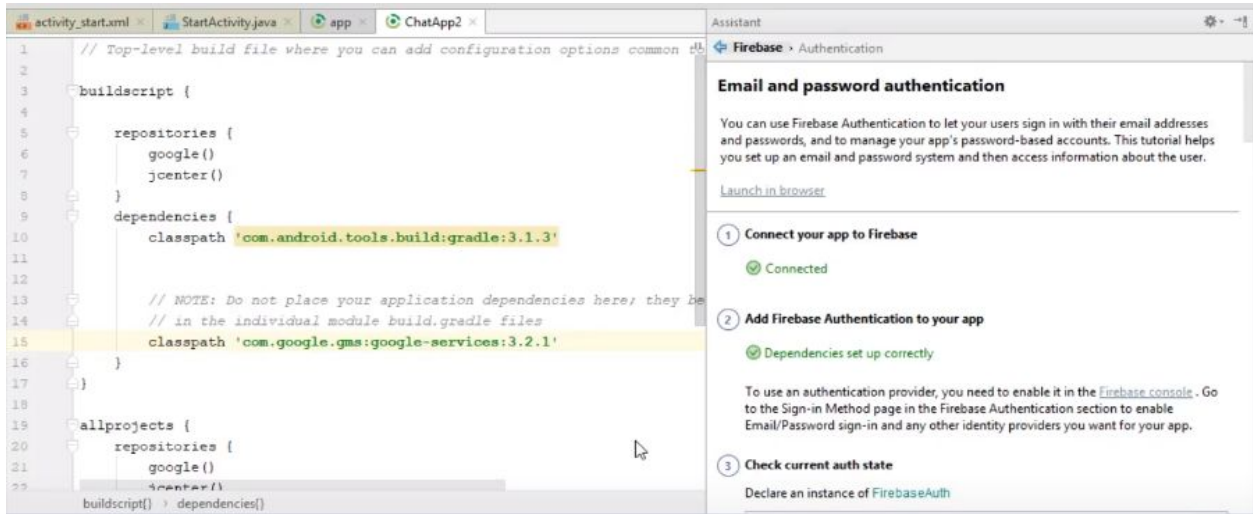 activity_start.xml
StartActivity.java
app
ChatApp2
1 // Top-level build file where you can add configuration options common
2
3 buildscript {
4
5 repositories {
6 google()
7 jcenter()
8 }
9 dependencies {
10 classpath 'com.android.tools.build:gradle:3.1.3'
11
12
13 // NOTE: Do not place your application dependencies here; they be
14 // in the individual module build.gradle files
15 classpath 'com.google.gms:google-services:3.2.1'
16 }
17 }
18
19 allprojects {
20 repositories {
21 google()
22 jcenter()
buildscript{} › dependencies{}
Assistant
Firebase › Authentication
Email and password authentication
You can use Firebase Authentication to let your users sign in with their email addresses
and passwords, and to manage your app's password-based accounts. This tutorial helps
you set up an email and password system and then access information about the user.
Launch in browser
1 Connect your app to Firebase
Connected
2 Add Firebase Authentication to your app
Dependencies set up correctly
To use an authentication provider, you need to enable it in the Firebase console . Go
to the Sign-in Method page in the Firebase Authentication section to enable
Email/Password sign-in and any other identity providers you want for your app.
3 Check current auth state
Declare an instance of FirebaseAuth